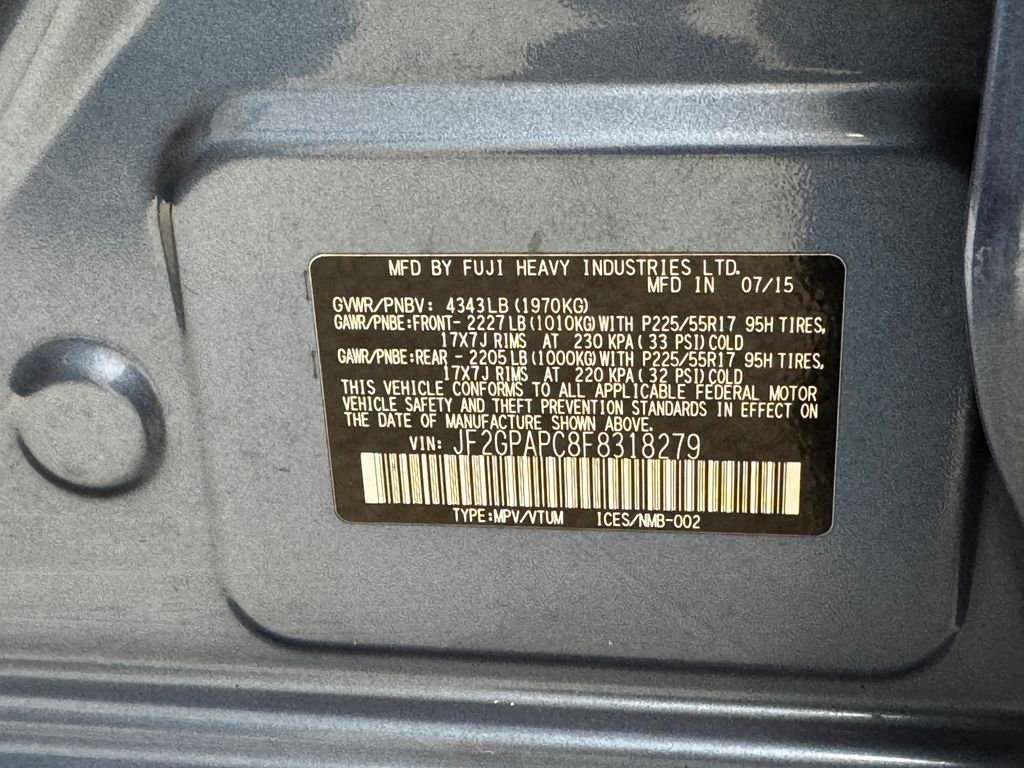 MFD BY FUJI HEAVY INDUSTRIES LTD.
MFD IN 07/15
GVWR/PNBV: 4343LB (1970KG)
GAWR/PNBE:FRONT- 2227LB (1010KG) WITH P225/55R17 95H TIRES,
17X7J RIMS AT 230 KPA (33 PSI) COLD
GAWR/PNBE:REAR - 2205LB (1000KG) WITH P225/55R17 95H TIRES,
17X7J RIMS AT 220 KPA (32 PSI) COLD
THIS VEHICLE CONFORMS TO ALL APPLICABLE FEDERAL MOTOR
VEHICLE SAFETY AND THEFT PREVENTION STANDARDS IN EFFECT ON
THE DATE OF MANUFACTURE SHOWN ABOVE.
VIN: JF2GPAPC8F8318279
TYPE:MPV/VTUM ICES/NMB-002